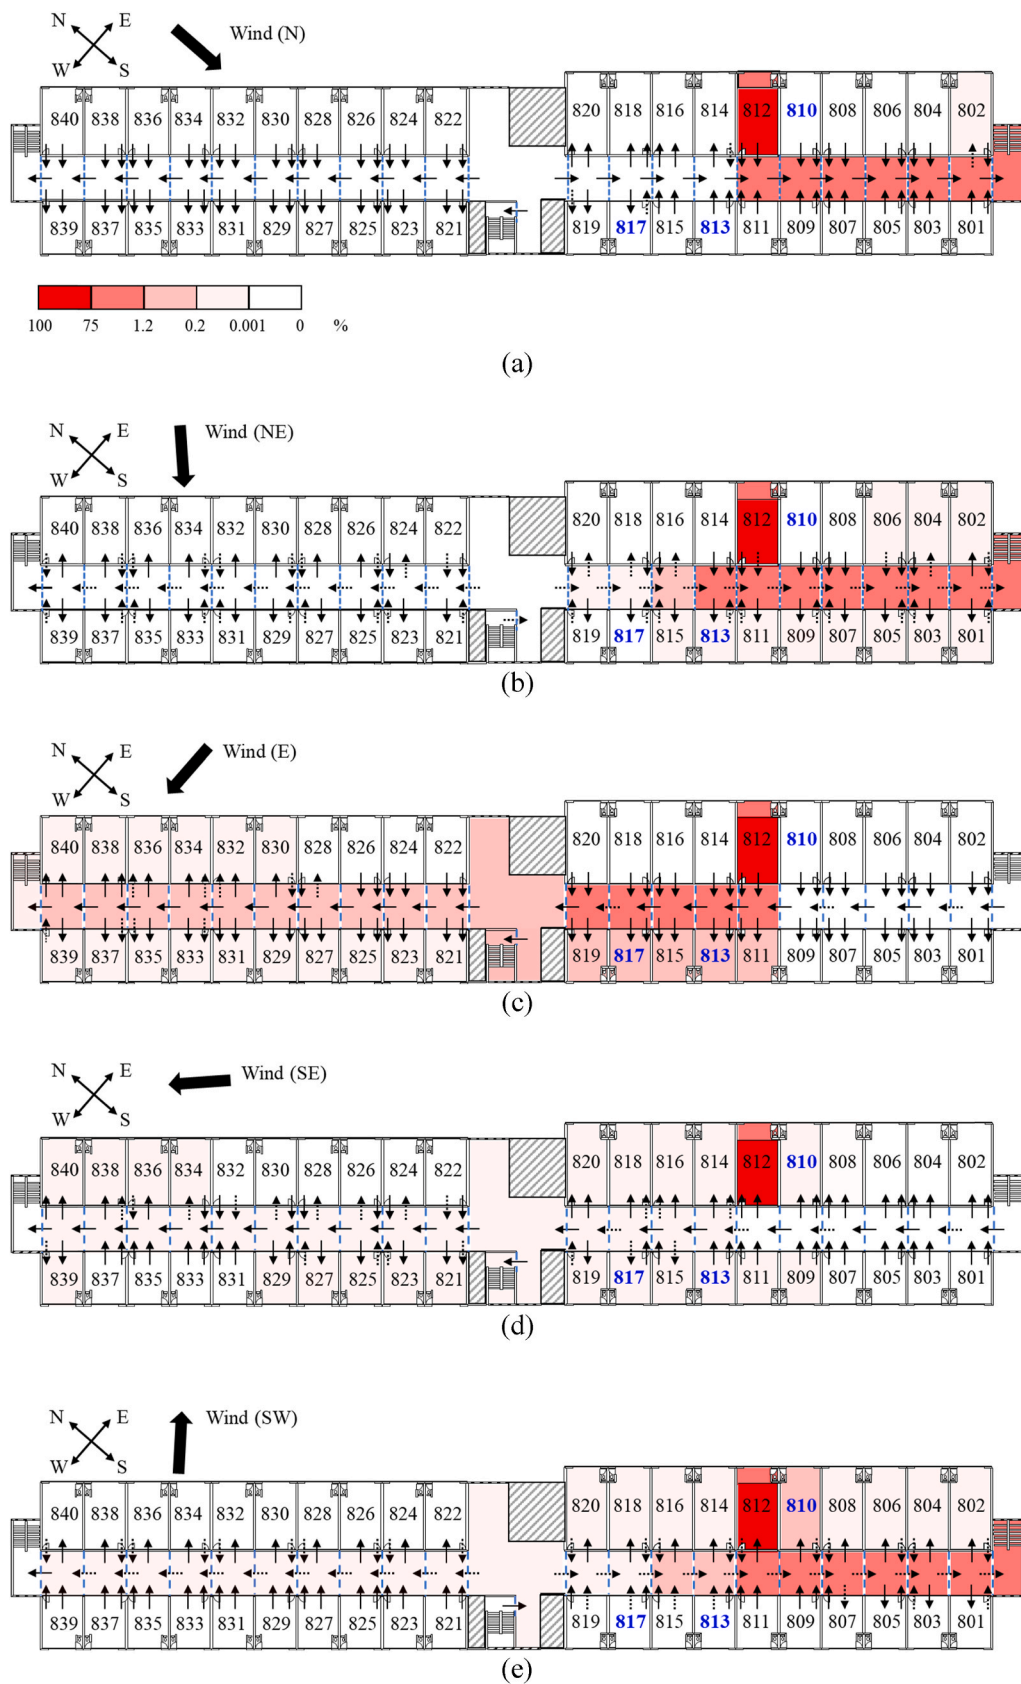 N E Wind (N)
W S
840 838 836 834 832 830 828 826 824 822 820 818 816 814 812 810 808 806 804 802
839 837 835 833 831 829 827 825 823 821 819 817 815 813 811 809 807 805 803 801
100 75 1.2 0.2 0.001 0 %
(a)
N E Wind (NE)
W S
840 838 836 834 832 830 828 826 824 822 820 818 816 814 812 810 808 806 804 802
839 837 835 833 831 829 827 825 823 821 819 817 815 813 811 809 807 805 803 801
(b)
N E Wind (E)
W S
840 838 836 834 832 830 828 826 824 822 820 818 816 814 812 810 808 806 804 802
839 837 835 833 831 829 827 825 823 821 819 817 815 813 811 809 807 805 803 801
(c)
N E Wind (SE)
W S
840 838 836 834 832 830 828 826 824 822 820 818 816 814 812 810 808 806 804 802
839 837 835 833 831 829 827 825 823 821 819 817 815 813 811 809 807 805 803 801
(d)
N E Wind (SW)
W S
840 838 836 834 832 830 828 826 824 822 820 818 816 814 812 810 808 806 804 802
839 837 835 833 831 829 827 825 823 821 819 817 815 813 811 809 807 805 803 801
(e)